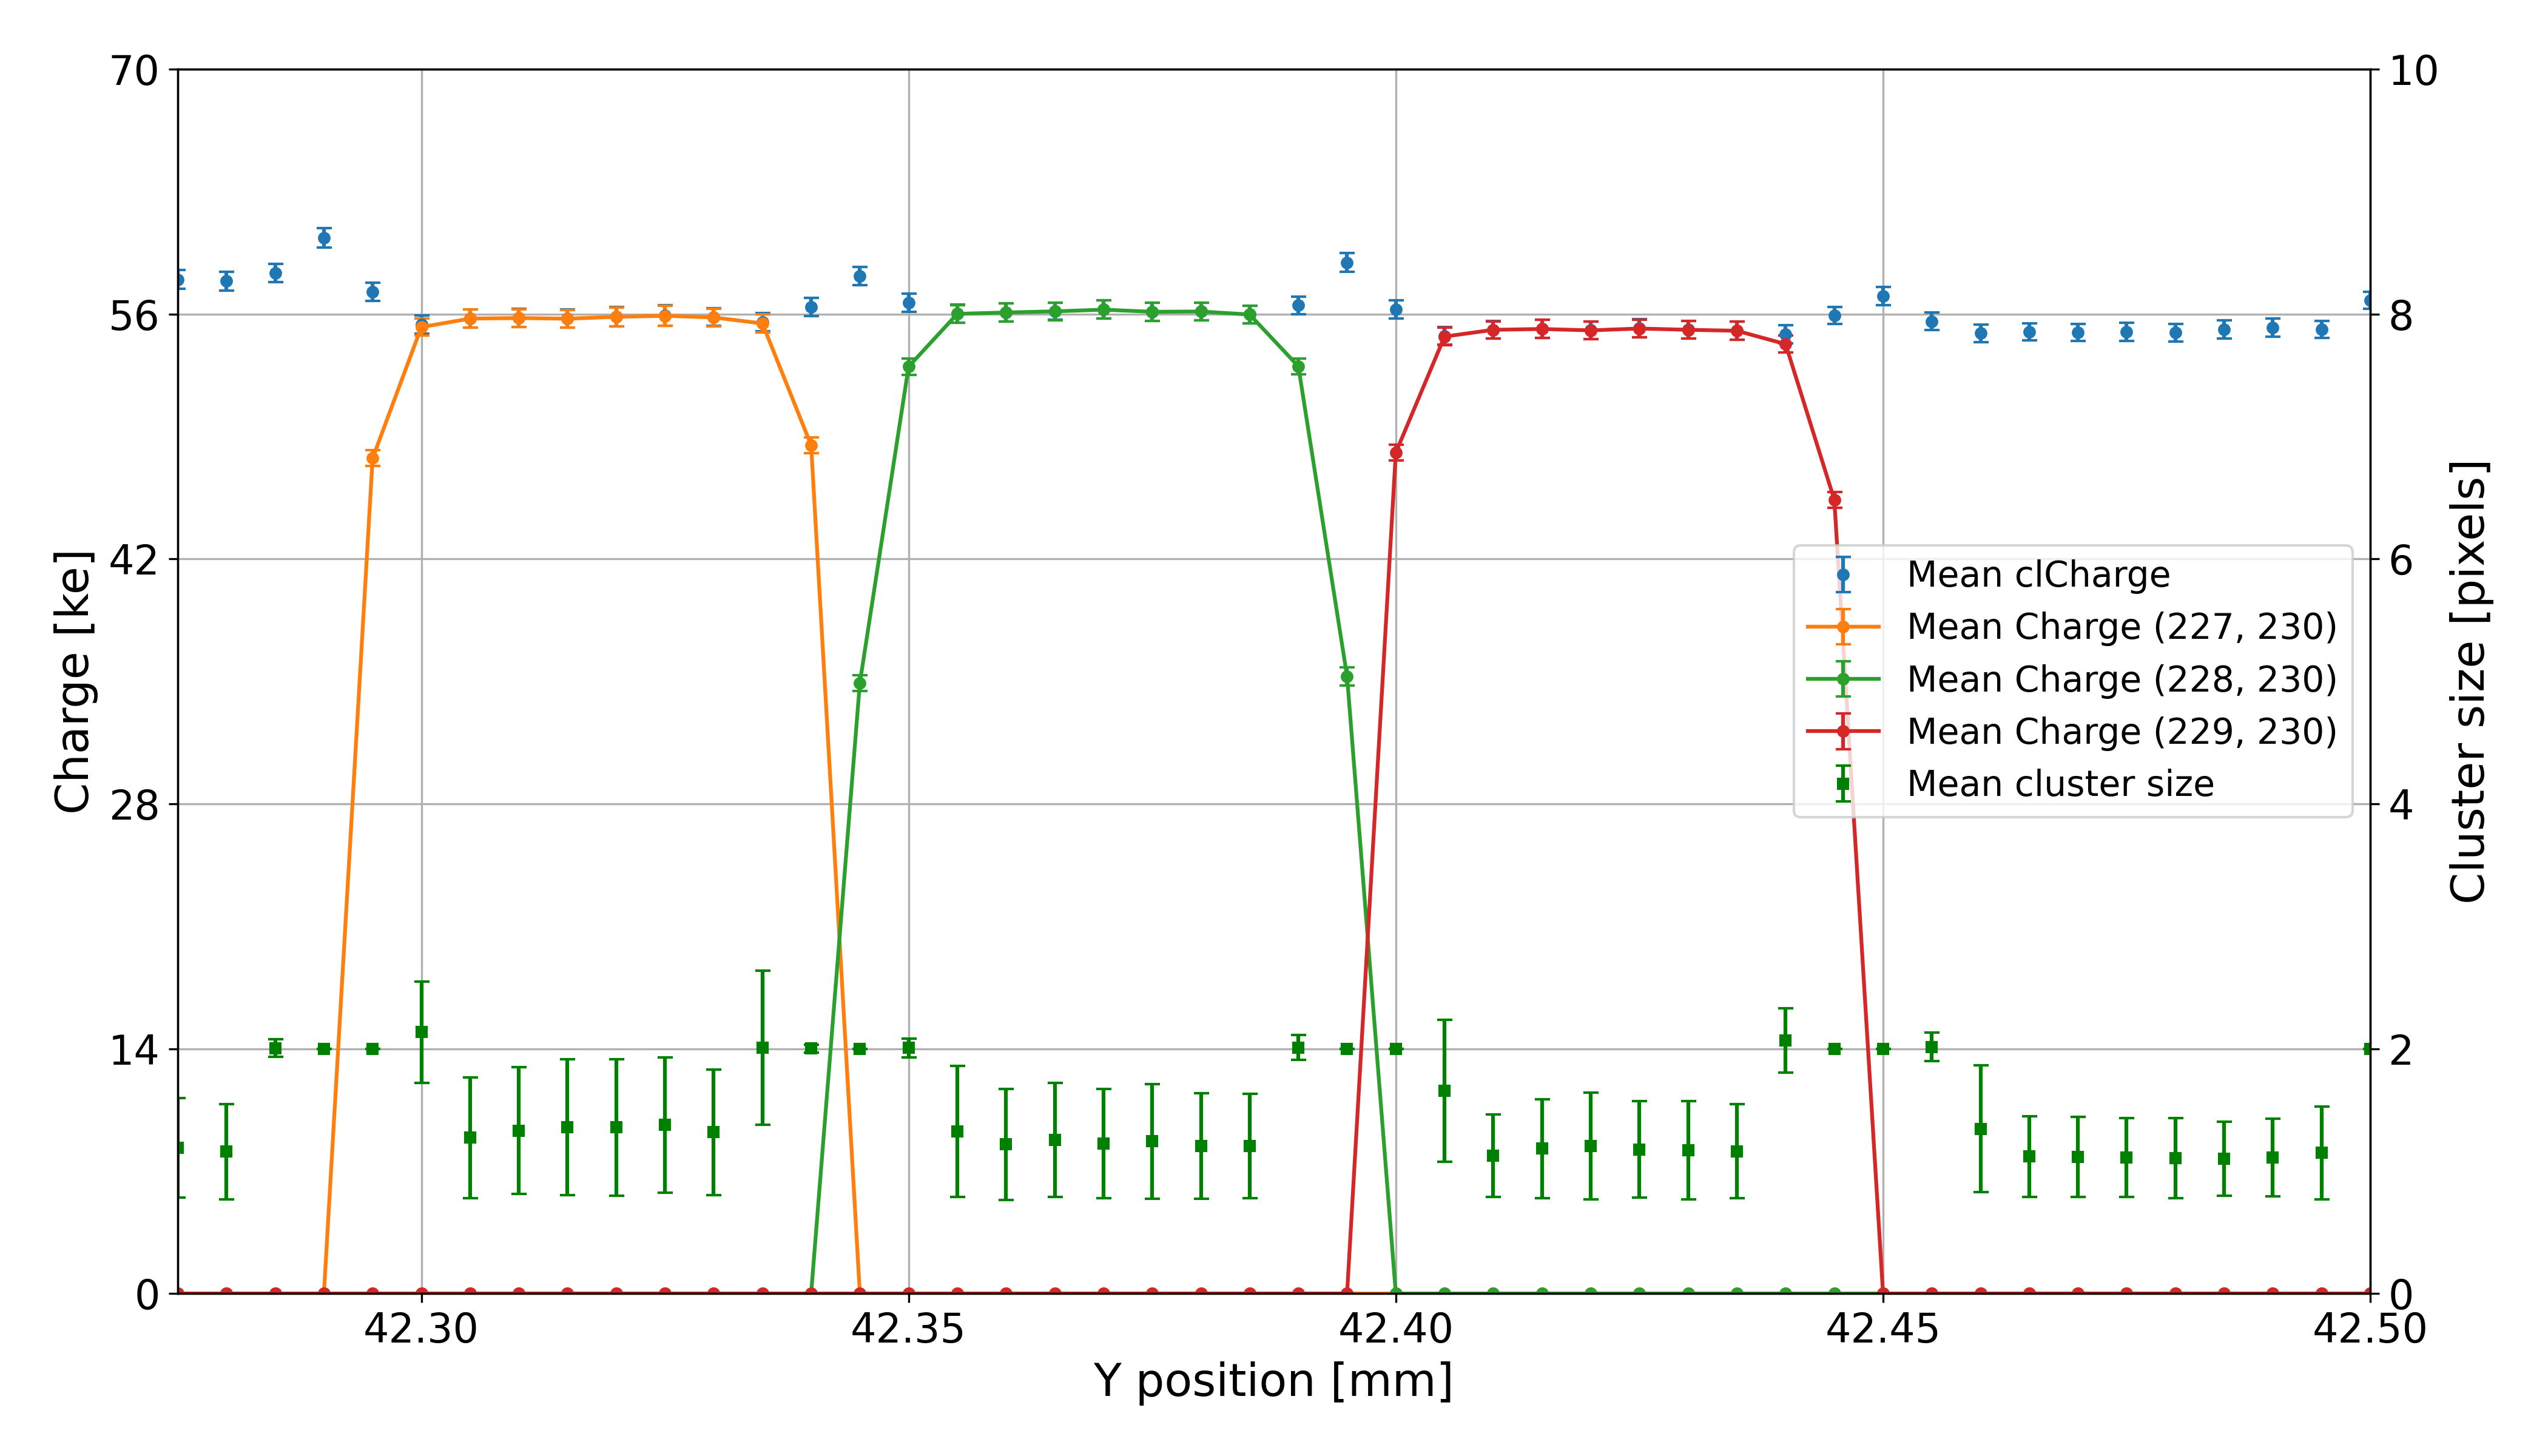 70
56
42
28
14
0
Charge [ke]
10
8
6
4
2
0
Cluster size [pixels]
Mean clCharge
Mean Charge (227, 230)
Mean Charge (228, 230)
Mean Charge (229, 230)
Mean cluster size
42.30 42.35 42.40 42.45 42.50
Y position [mm]